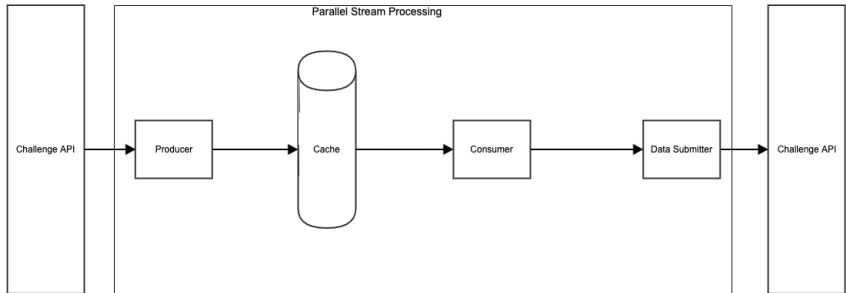 Parallel Stream Processing
Challenge API
Producer
Cache
Consumer
Data Submitter
Challenge API